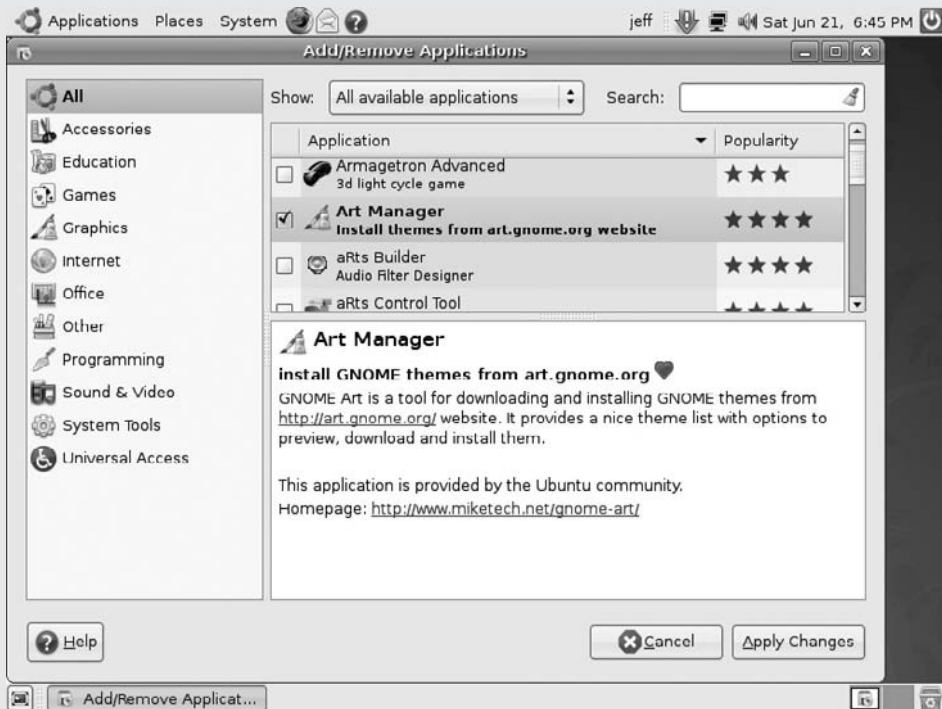 Applications Places System jeff Sat Jun 21, 6:45 PM
Add/Remove Applications
All
Accessories
Education
Games
Graphics
Internet
Office
Other
Programming
Sound & Video
System Tools
Universal Access
Show: All available applications Search:
Application Popularity
Armagetron Advanced
3d light cycle game
Art Manager
Install themes from art.gnome.org website
aRts Builder
Audio Filter Designer
aRts Control Tool
Art Manager
install GNOME themes from art.gnome.org
GNOME Art is a tool for downloading and installing GNOME themes from
http://art.gnome.org/ website. It provides a nice theme list with options to
preview, download and install them.
This application is provided by the Ubuntu community.
Homepage: http://www.miketech.net/gnome-art/
Help Cancel Apply Changes
Add/Remove Applicat...